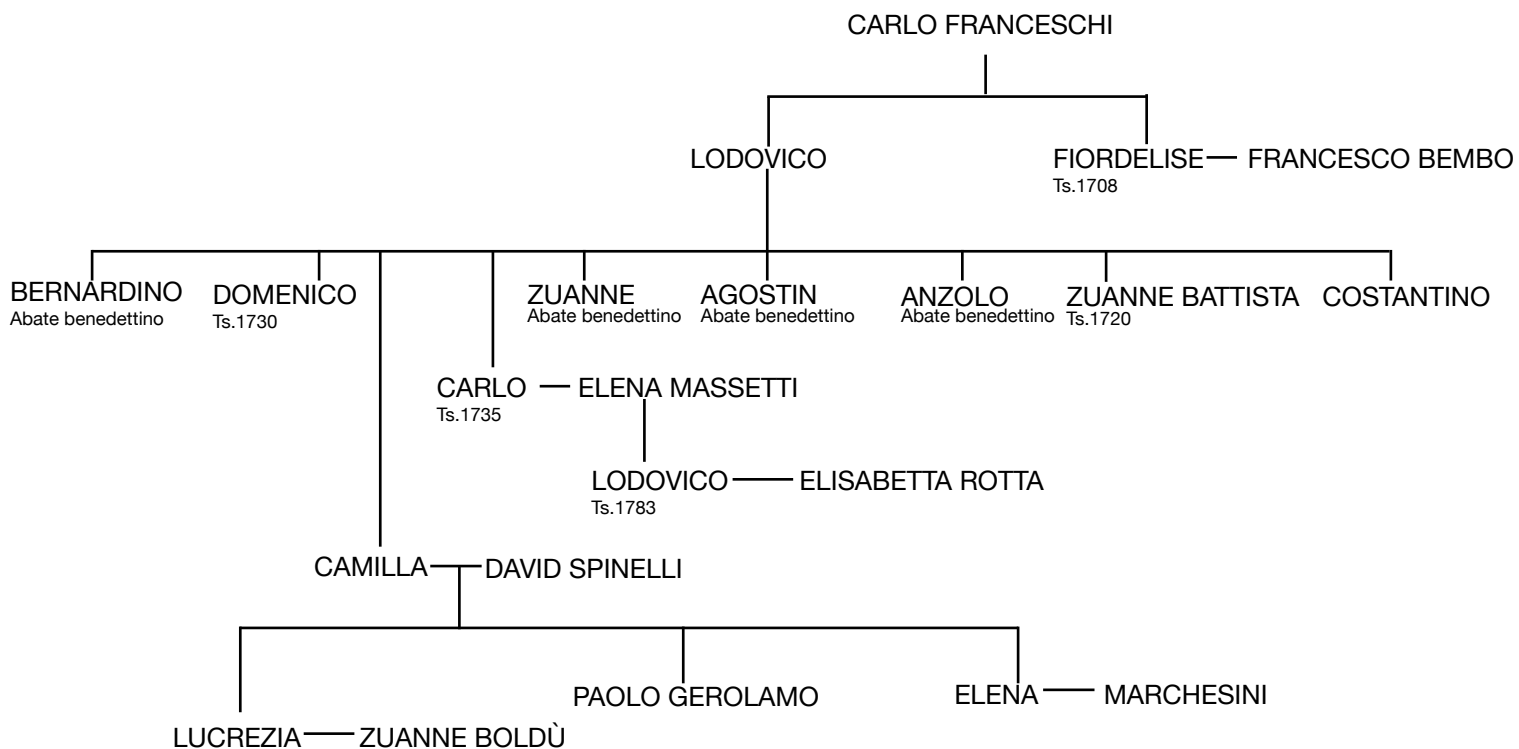 CARLO FRANCESCHI
LODOVICO
FIORDELISE
FRANCESCO BEMBO
Ts.1708
BERNARDINO
Abate benedettino
DOMENICO
Ts.1730
ZUANNE
Abate benedettino
AGOSTIN
Abate benedettino
ANZOLO
Abate benedettino
ZUANNE BATTISTA
Ts.1720
COSTANTINO
CARLO
Ts.1735
ELENA MASSETTI
LODOVICO
Ts.1783
ELISABETTA ROTTA
CAMILLA
DAVID SPINELLI
PAOLO GEROLAMO
ELENA
MARCHESINI
LUCREZIA
ZUANNE BOLDÙ